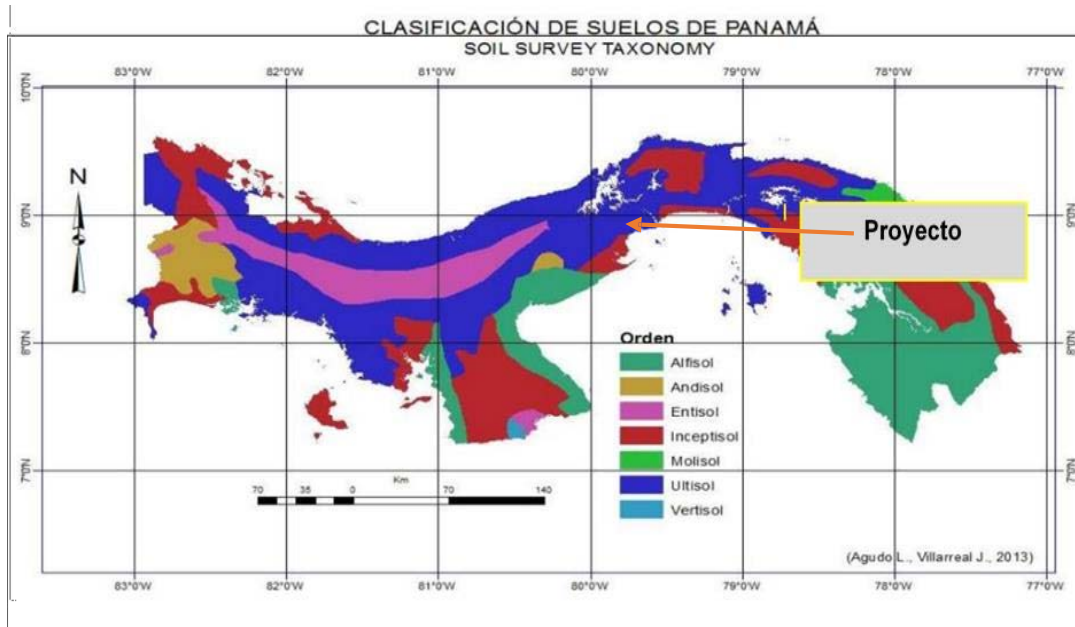 CLASIFICACIÓN DE SUELOS DE PANAMÁ
SOIL SURVEY TAXONOMY
83°0'W 82°0'W 81°0'W 80°0'W 79°0'W 78°0'W 77°0'W
10°0'N
N
9°0'N 9°0'N
Proyecto
8°0'N 8°0'N
Orden
Alfisol
Andisol
Entisol
Inceptisol
Molisol
Ultisol
Vertisol
7°0'N 7°0'N
Km
70 35 0 70 140
(Agudo L., Villarreal J., 2013)
83°0'W 82°0'W 81°0'W 80°0'W 79°0'W 78°0'W 77°0'W